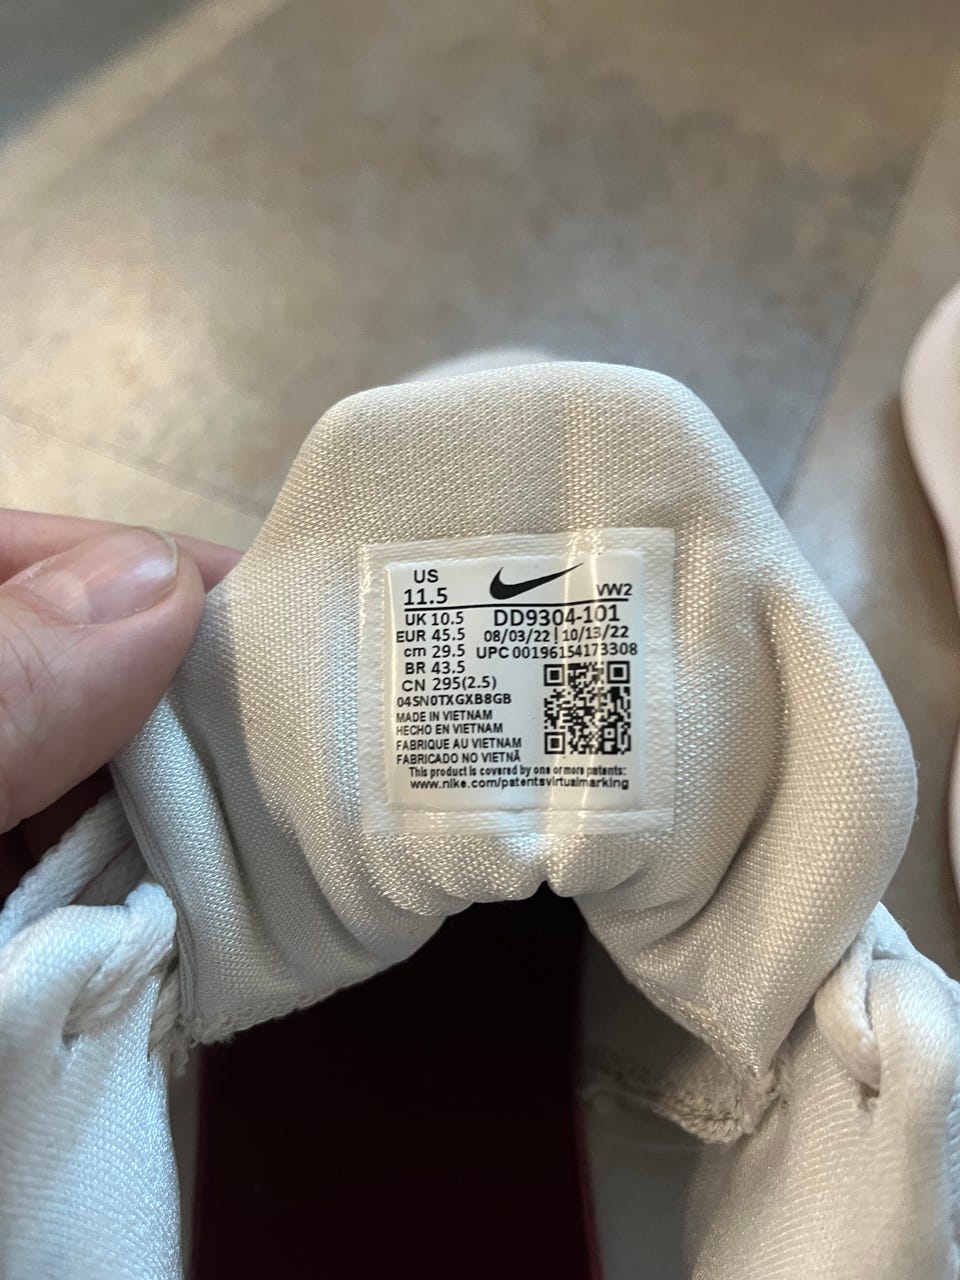 US
11.5
VW2
UK 10.5
DD9304-101
EUR 45.5
08/03/22 | 10/13/22
cm 29.5
UPC 00196154173308
BR 43.5
CN 295(2.5)
04SN0TXGXB8GB
MADE IN VIETNAM
HECHO EN VIETNAM
FABRIQUE AU VIETNAM
FABRICADO NO VIETNÃ
This product is covered by one or more patents:
www.nike.com/patentsvirtualmarking